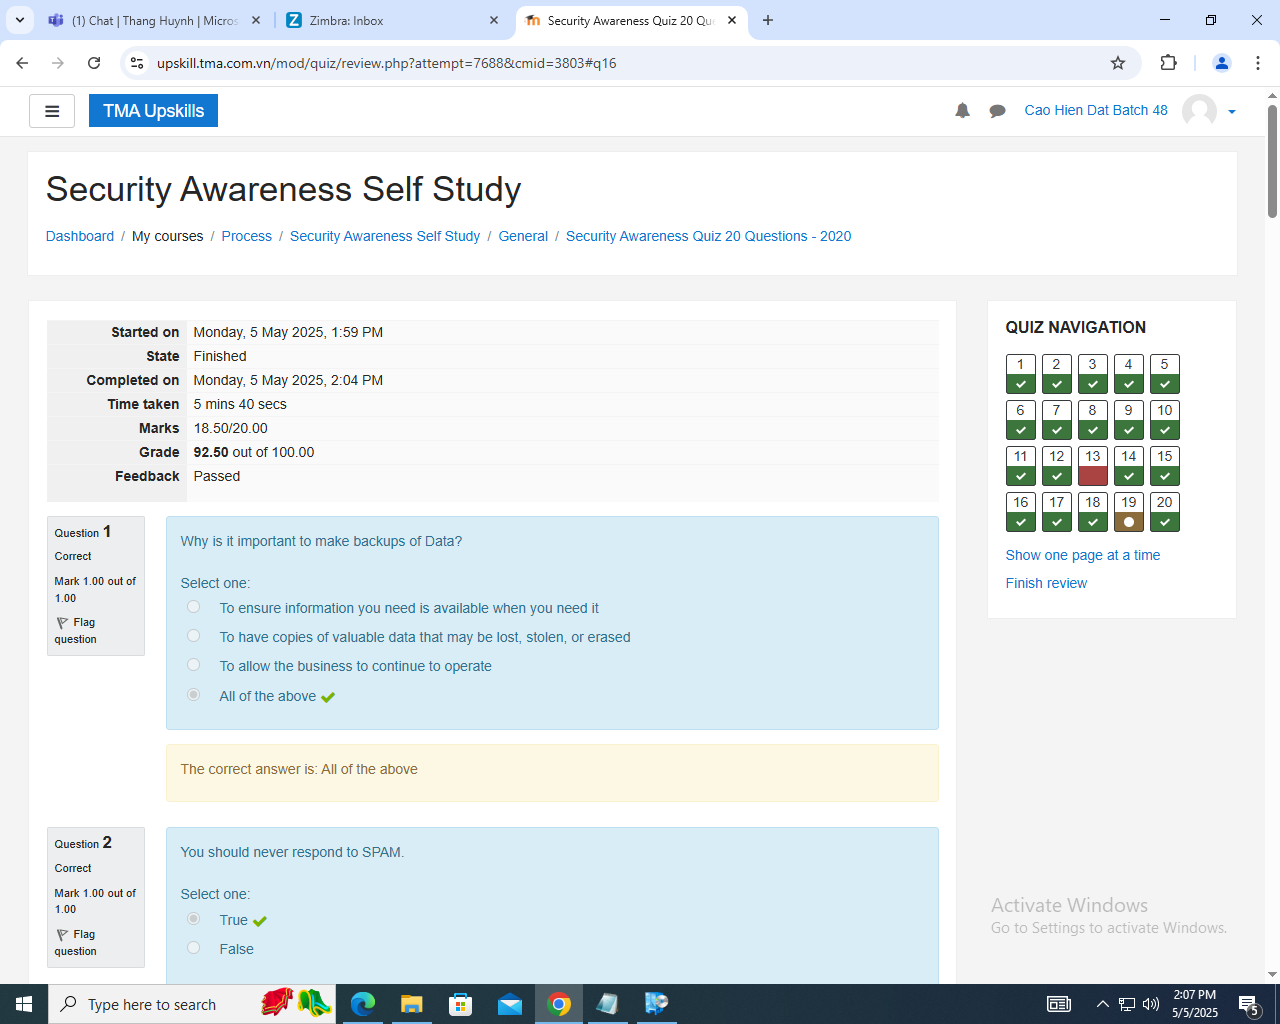 (1) Chat | Thang Huynh | Micros
Zimbra: Inbox
Security Awareness Quiz 20 Qu
upskill.tma.com.vn/mod/quiz/review.php?attempt=7688&cmid=3803#q16
TMA Upskills
Cao Hien Dat Batch 48
Security Awareness Self Study
Dashboard / My courses / Process / Security Awareness Self Study / General / Security Awareness Quiz 20 Questions - 2020
Started on Monday, 5 May 2025, 1:59 PM
State Finished
Completed on Monday, 5 May 2025, 2:04 PM
Time taken 5 mins 40 secs
Marks 18.50/20.00
Grade 92.50 out of 100.00
Feedback Passed
QUIZ NAVIGATION
1 2 3 4 5
6 7 8 9 10
11 12 13 14 15
16 17 18 19 20
Show one page at a time
Finish review
Question 1
Correct
Mark 1.00 out of
1.00
Flag
question
Why is it important to make backups of Data?
Select one:
To ensure information you need is available when you need it
To have copies of valuable data that may be lost, stolen, or erased
To allow the business to continue to operate
All of the above
The correct answer is: All of the above
Question 2
Correct
Mark 1.00 out of
1.00
Flag
question
You should never respond to SPAM.
Select one:
True
False
Activate Windows
Go to Settings to activate Windows.
Type here to search
2:07 PM
5/5/2025
5